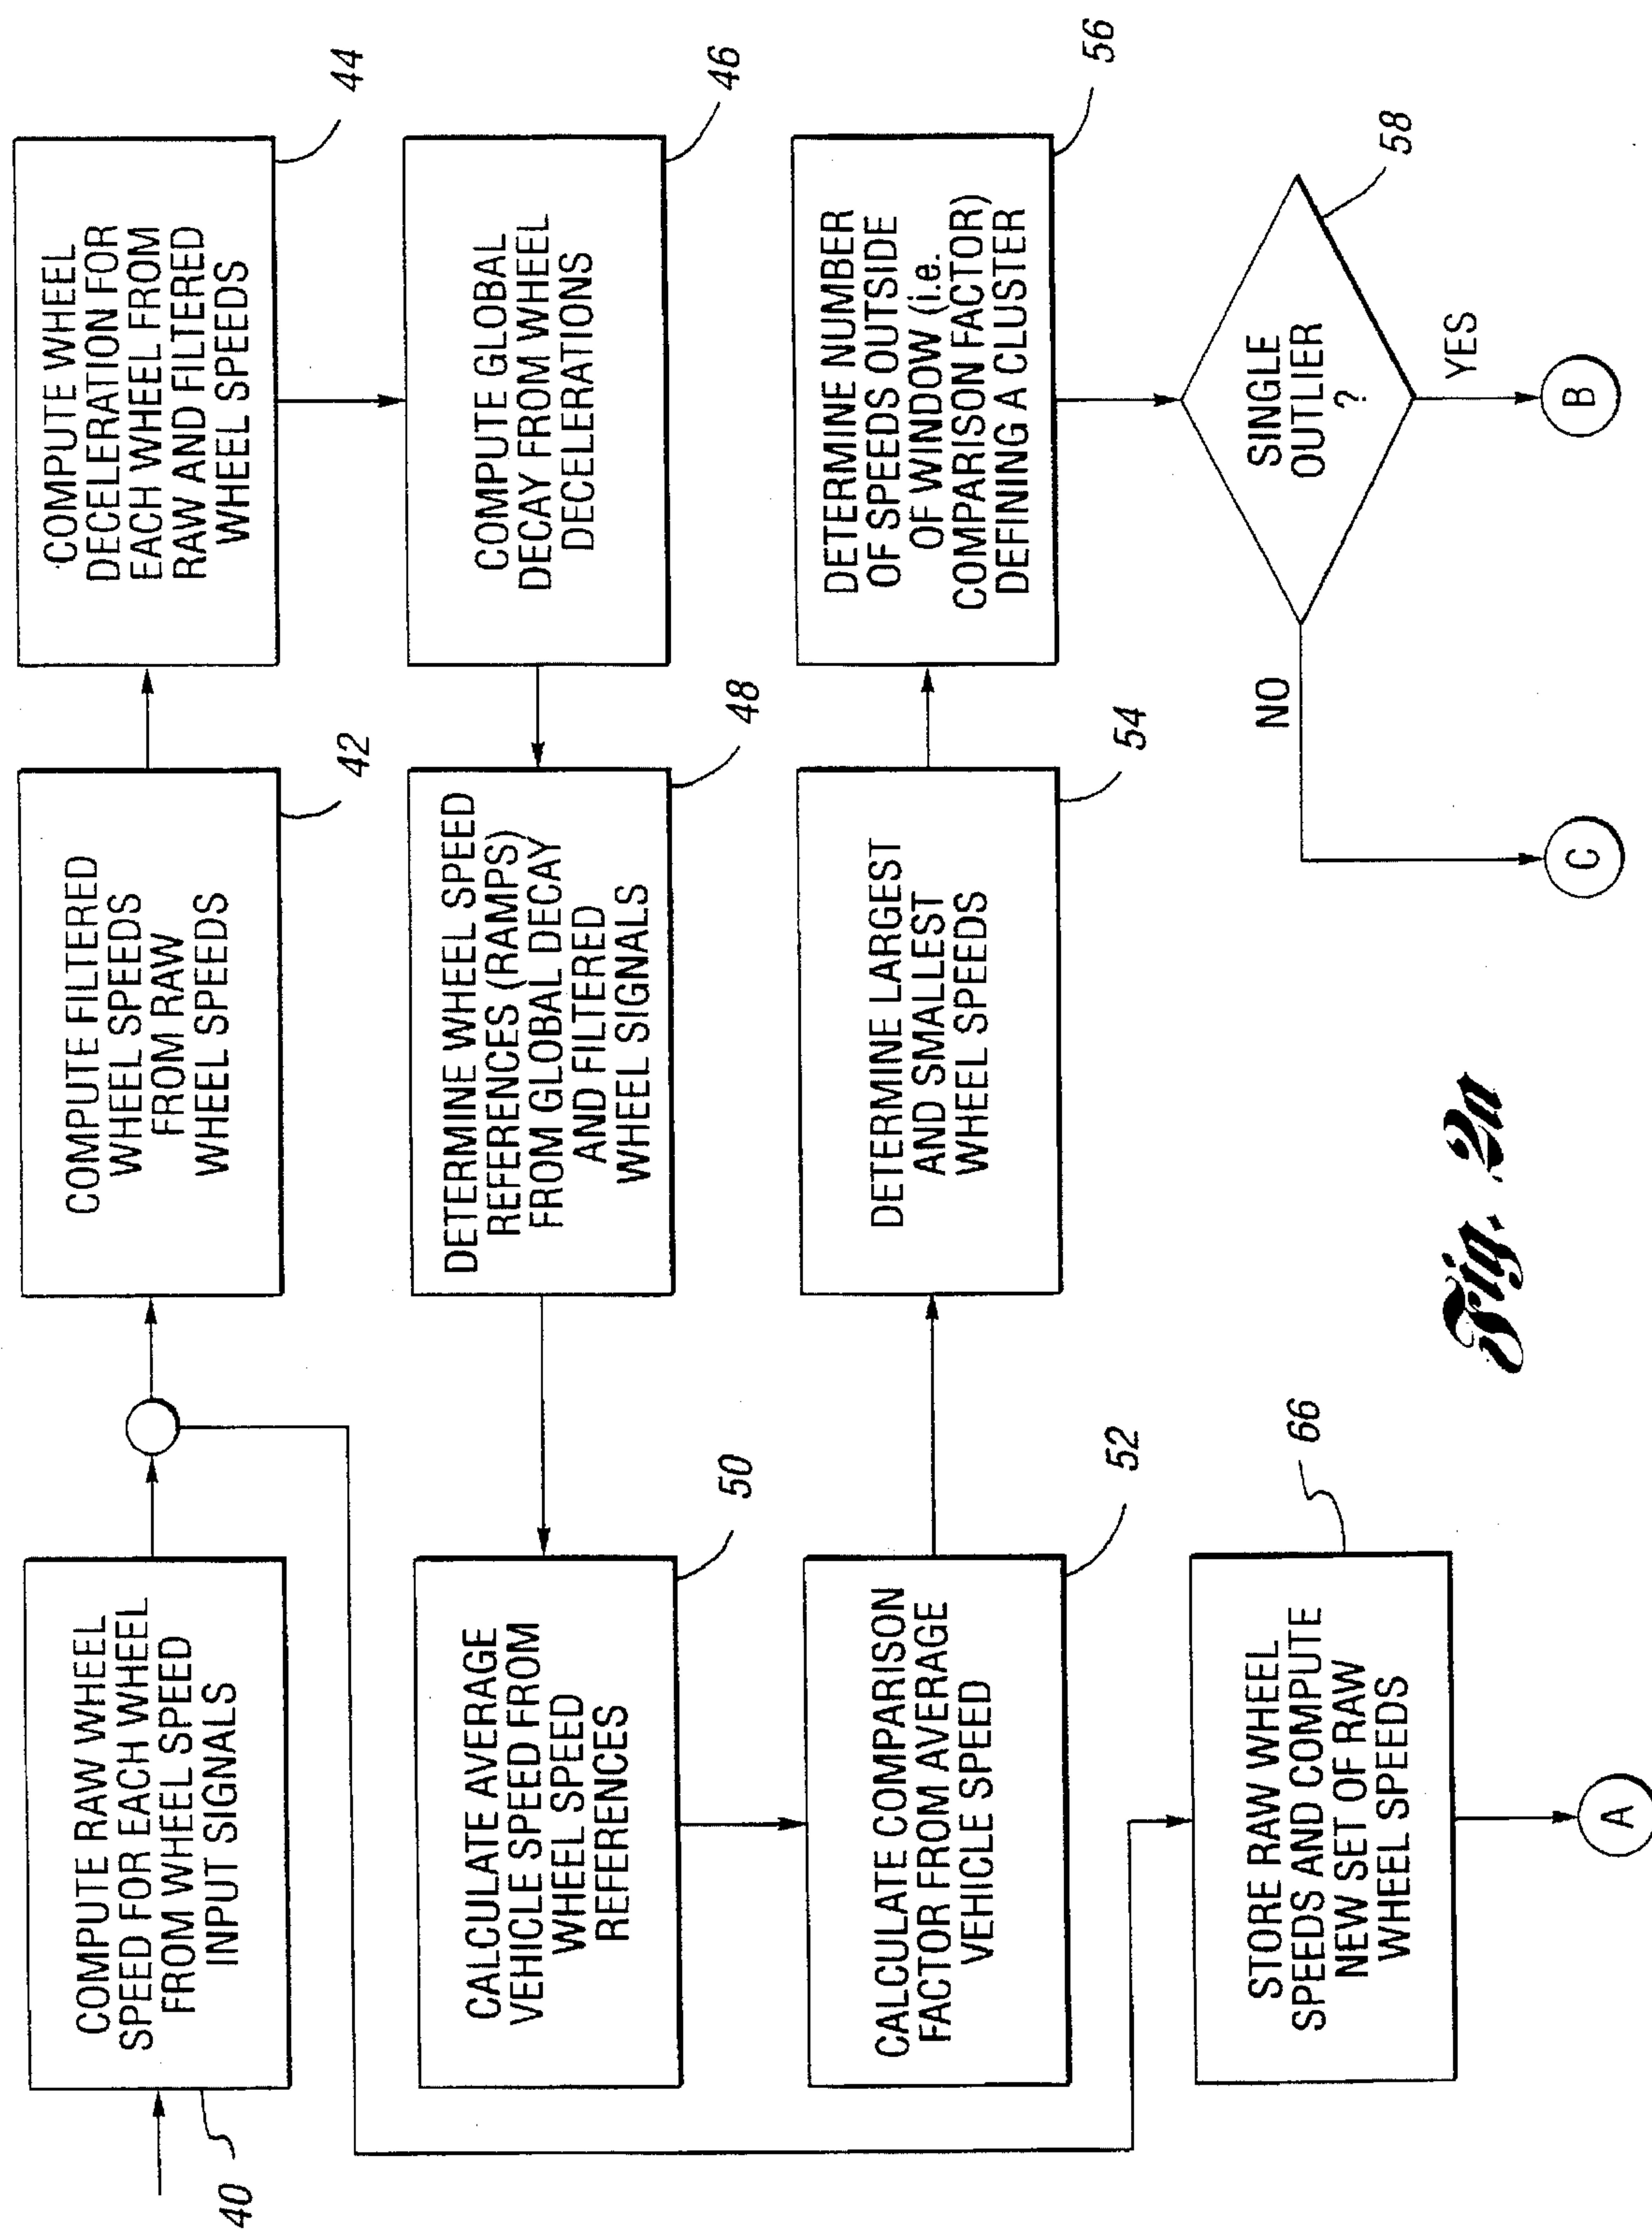 COMPUTE RAW WHEEL
SPEED FOR EACH WHEEL
FROM WHEEL SPEED
INPUT SIGNALS
40
COMPUTE FILTERED
WHEEL SPEEDS
FROM RAW
WHEEL SPEEDS
42
COMPUTE WHEEL
DECELERATION FOR
EACH WHEEL FROM
RAW AND FILTERED
WHEEL SPEEDS
44
COMPUTE GLOBAL
DECAY FROM WHEEL
DECELERATIONS
46
DETERMINE WHEEL SPEED
REFERENCES (RAMPS)
FROM GLOBAL DECAY
AND FILTERED
WHEEL SIGNALS
48
CALCULATE AVERAGE
VEHICLE SPEED FROM
WHEEL SPEED
REFERENCES
50
CALCULATE COMPARISON
FACTOR FROM AVERAGE
VEHICLE SPEED
52
DETERMINE LARGEST
AND SMALLEST
WHEEL SPEEDS
54
DETERMINE NUMBER
OF SPEEDS OUTSIDE
OF WINDOW (i.e.
COMPARISON FACTOR)
DEFINING A CLUSTER
56
SINGLE
OUTLIER
?
58
NO
YES
STORE RAW WHEEL
SPEEDS AND COMPUTE
NEW SET OF RAW
WHEEL SPEEDS
66
A
C
B
Fig. 2a